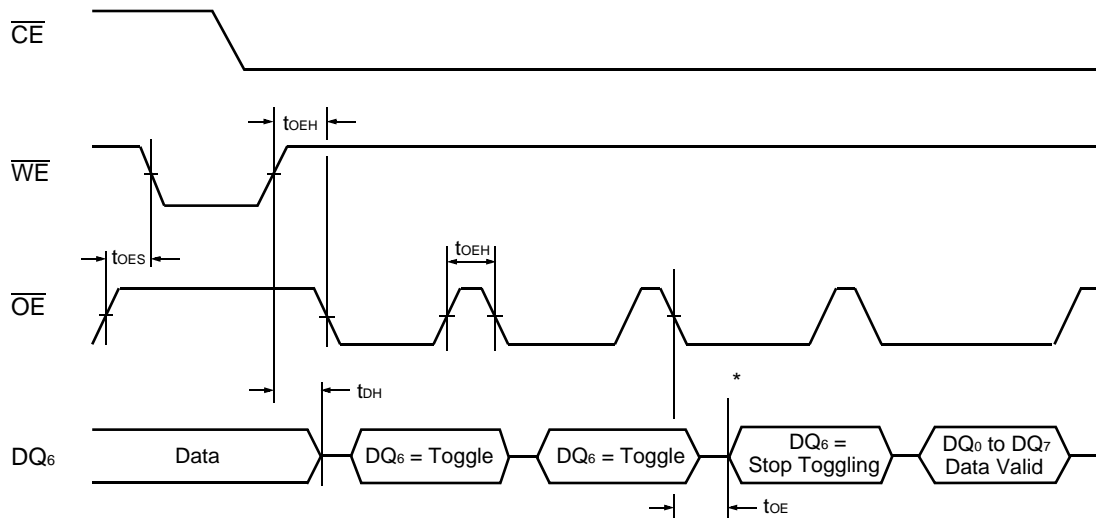 CE
tOEH
WE
tOES
tOEH
OE
tDH
*
DQ6
Data
DQ6 = Toggle
DQ6 = Toggle
DQ6 =
Stop Toggling
DQ0 to DQ7
Data Valid
tOE